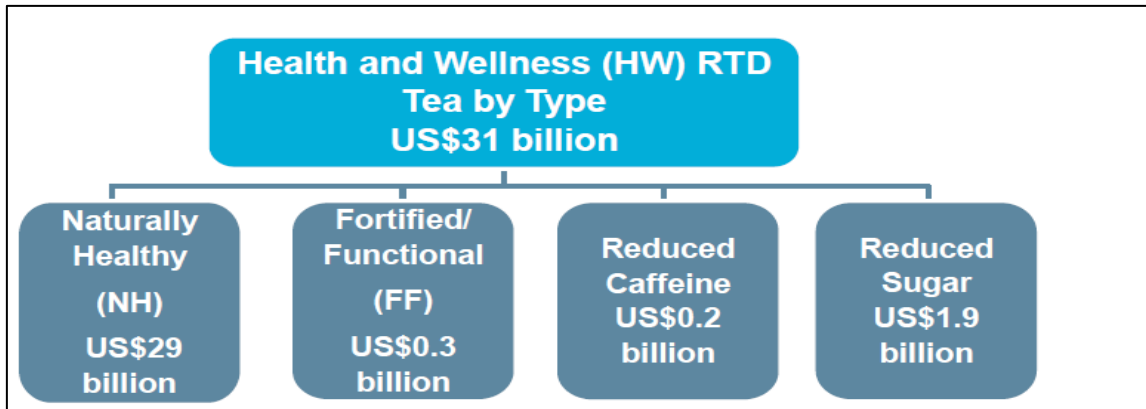 Health and Wellness (HW) RTD
Tea by Type
US$31 billion
Naturally
Healthy
(NH)
US$29
billion
Fortified/
Functional
(FF)
US$0.3
billion
Reduced
Caffeine
US$0.2
billion
Reduced
Sugar
US$1.9
billion